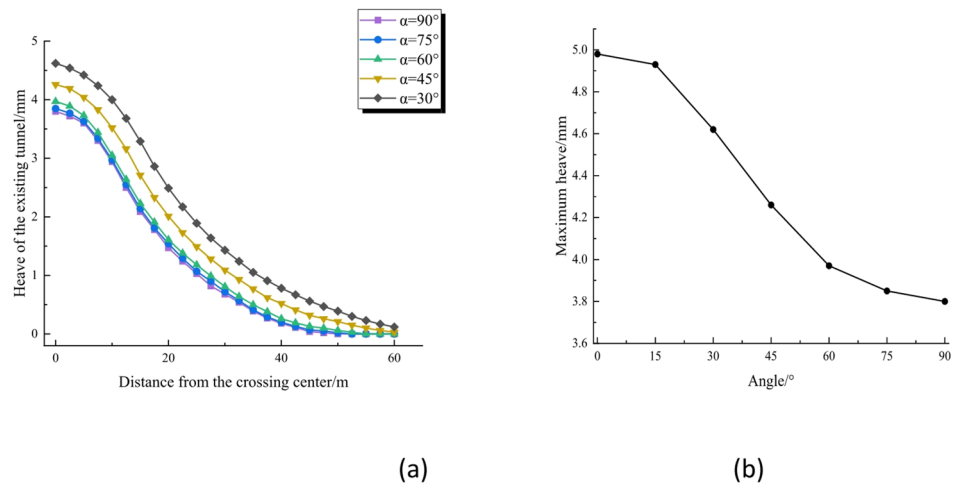 α=90°
α=75°
α=60°
α=45°
α=30°
5
4
3
2
1
0
0 20 40 60
Heave of the existing tunnel/mm
Distance from the crossing center/m
(a)
5.0
4.8
4.6
4.4
4.2
4.0
3.8
3.6
0 15 30 45 60 75 90
Maximum heave/mm
Angle/°
(b)